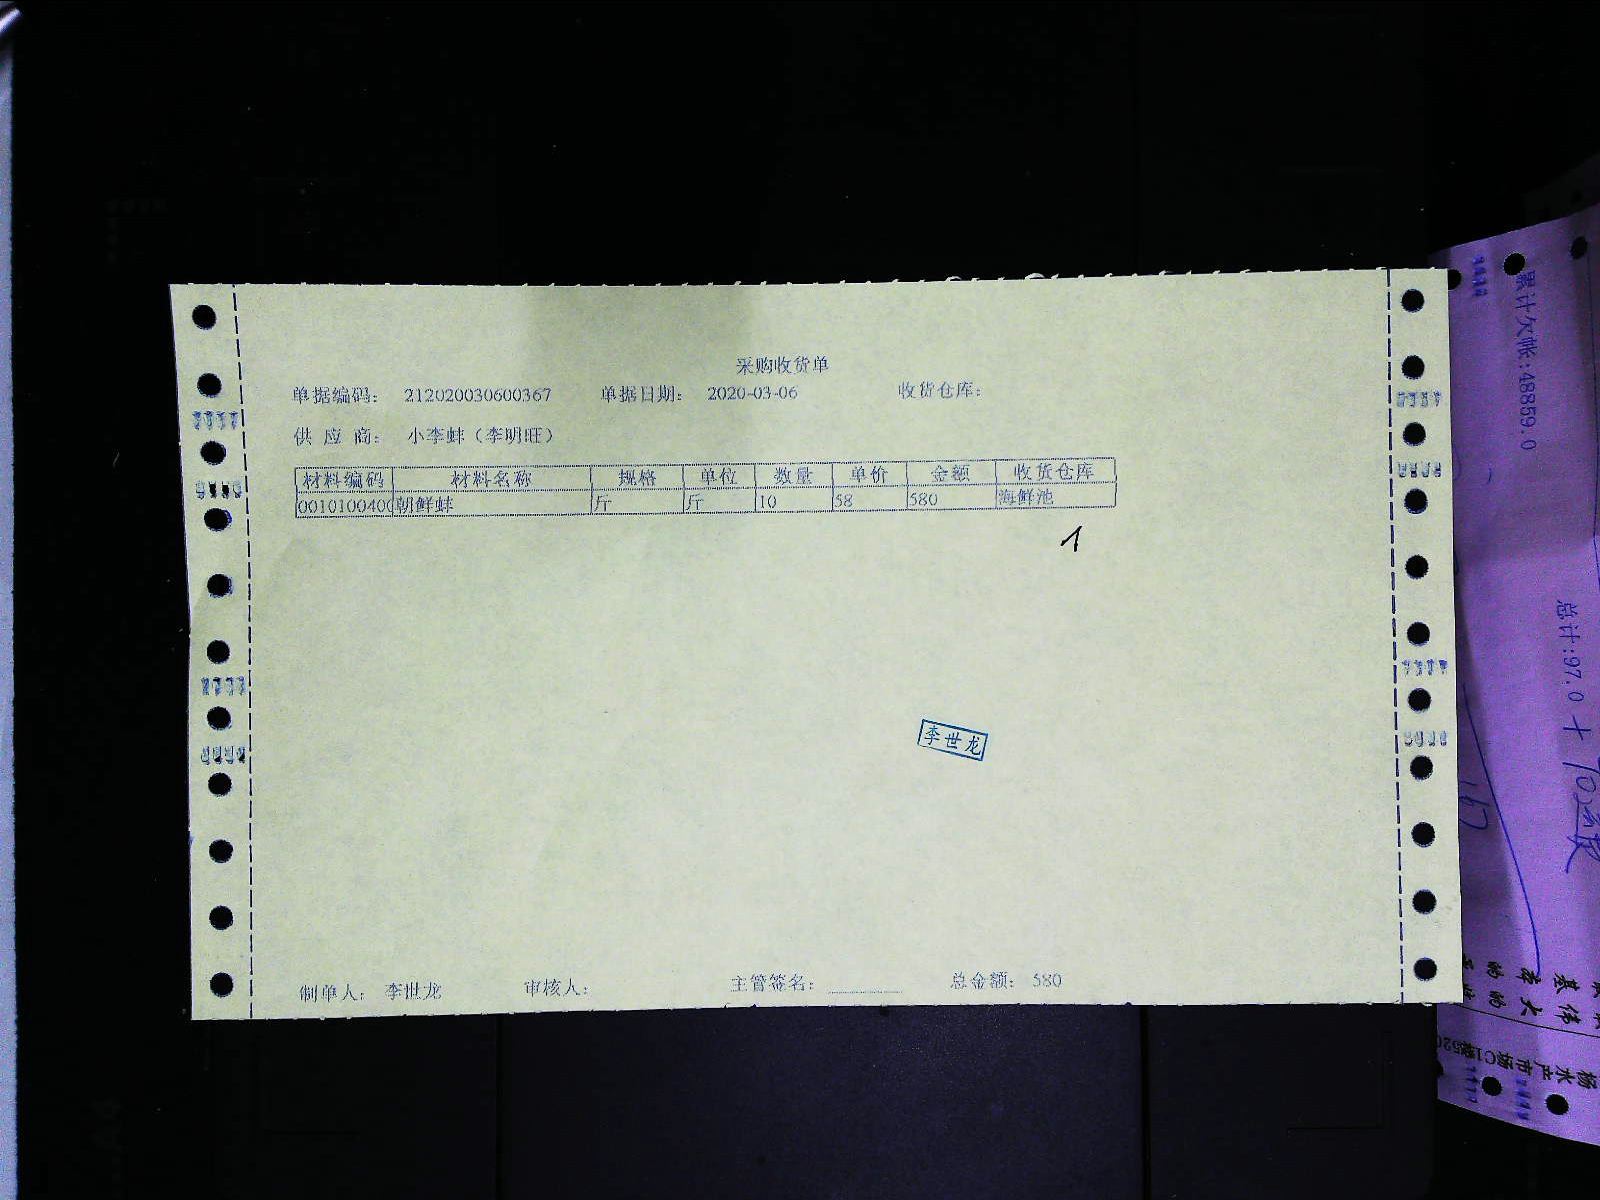 采购收货单
单据编码: 212020030600367 单据日期: 2020-03-06 收货仓库:
供 应 商: 小李蚌(李明旺)
材料编码 材料名称 规格 单位 数量 单价 金额 收货仓库
0010100400 朝鲜蚌 斤 斤 10 58 580 海鲜池
1
李世龙
制单人: 李世龙 审核人: 主管签名: 总金额: 580
累计欠帐:48859.0
总计:97.0 +